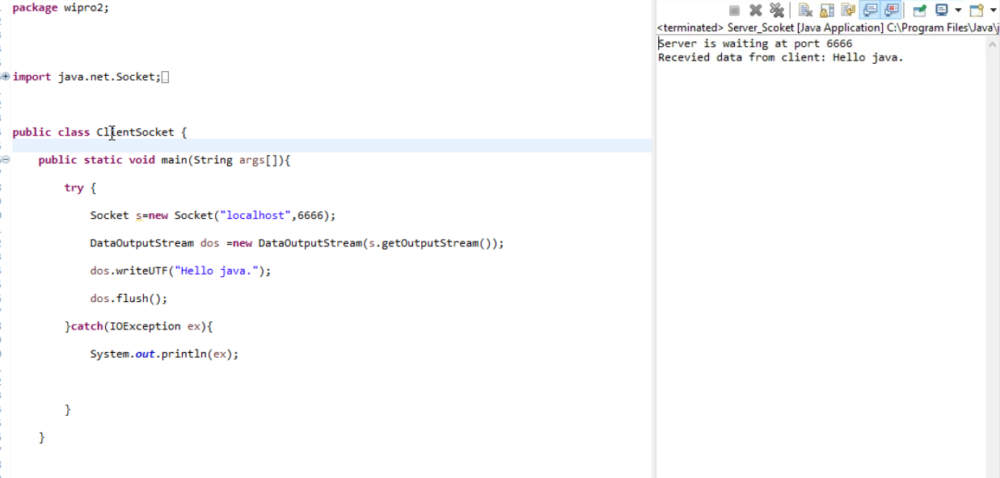 package wipro2;
import java.net.Socket;
public class ClientSocket {
public static void main(String args[]){
try {
Socket s=new Socket("localhost",6666);
DataOutputStream dos =new DataOutputStream(s.getOutputStream());
dos.writeUTF("Hello java.");
dos.flush();
}catch(IOException ex){
System.out.println(ex);
}
}
<terminated> Server_Scoket [Java Application] C:\Program Files\Java\j
Server is waiting at port 6666
Recevied data from client: Hello java.